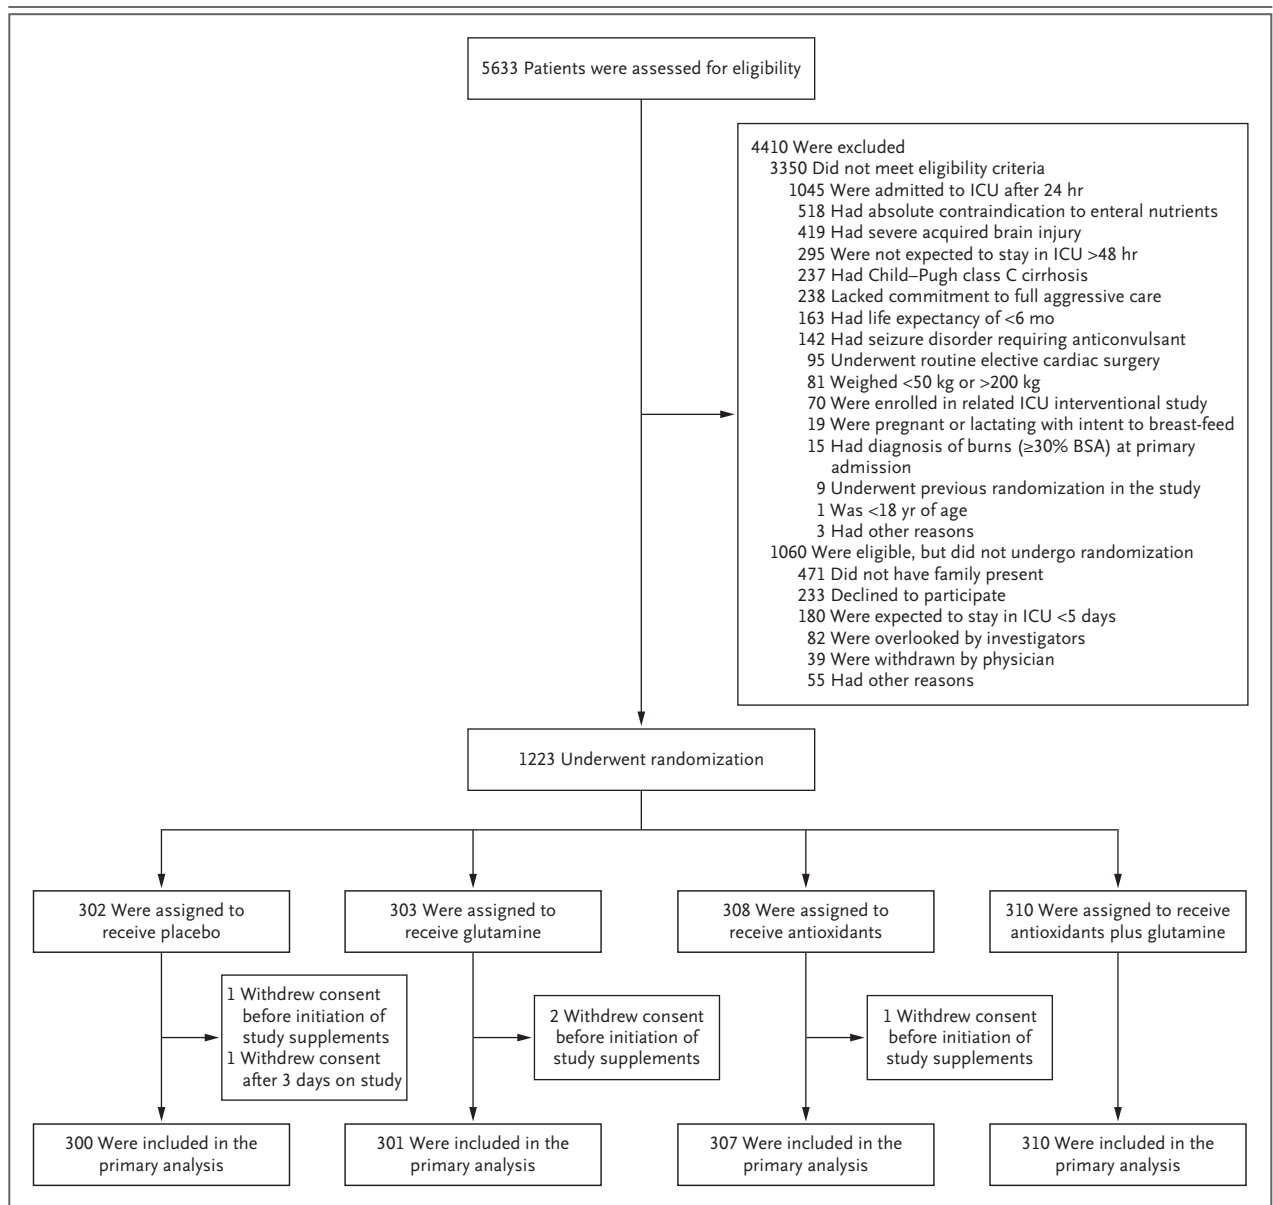 5633 Patients were assessed for eligibility
4410 Were excluded
3350 Did not meet eligibility criteria
1045 Were admitted to ICU after 24 hr
518 Had absolute contraindication to enteral nutrients
419 Had severe acquired brain injury
295 Were not expected to stay in ICU >48 hr
237 Had Child–Pugh class C cirrhosis
238 Lacked commitment to full aggressive care
163 Had life expectancy of <6 mo
142 Had seizure disorder requiring anticonvulsant
95 Underwent routine elective cardiac surgery
81 Weighed <50 kg or >200 kg
70 Were enrolled in related ICU interventional study
19 Were pregnant or lactating with intent to breast-feed
15 Had diagnosis of burns (≥30% BSA) at primary
admission
9 Underwent previous randomization in the study
1 Was <18 yr of age
3 Had other reasons
1060 Were eligible, but did not undergo randomization
471 Did not have family present
233 Declined to participate
180 Were expected to stay in ICU <5 days
82 Were overlooked by investigators
39 Were withdrawn by physician
55 Had other reasons
1223 Underwent randomization
302 Were assigned to
receive placebo
303 Were assigned to
receive glutamine
308 Were assigned to
receive antioxidants
310 Were assigned to receive
antioxidants plus glutamine
1 Withdrew consent
before initiation of
study supplements
1 Withdrew consent
after 3 days on study
2 Withdrew consent
before initiation of
study supplements
1 Withdrew consent
before initiation of
study supplements
300 Were included in the
primary analysis
301 Were included in the
primary analysis
307 Were included in the
primary analysis
310 Were included in the
primary analysis